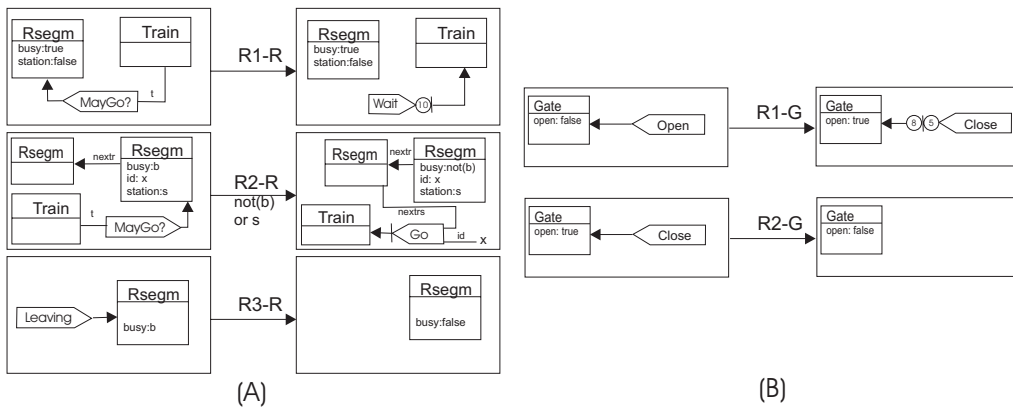 Rsegm
busy:true
station:false
Train
t
MayGo?
R1-R
Rsegm
busy:true
station:false
Train
Wait
10
Rsegm
nextr
Rsegm
busy:b
id: x
station:s
Train
t
MayGo?
R2-R
not(b)
or s
Rsegm
nextr
Rsegm
busy:not(b)
id: x
station:s
nextrs
Train
Go
id
x
Leaving
Rsegm
busy:b
R3-R
Rsegm
busy:false
(A)
Gate
open: false
Open
R1-G
Gate
open: true
8
5
Close
Gate
open: true
Close
R2-G
Gate
open: false
(B)